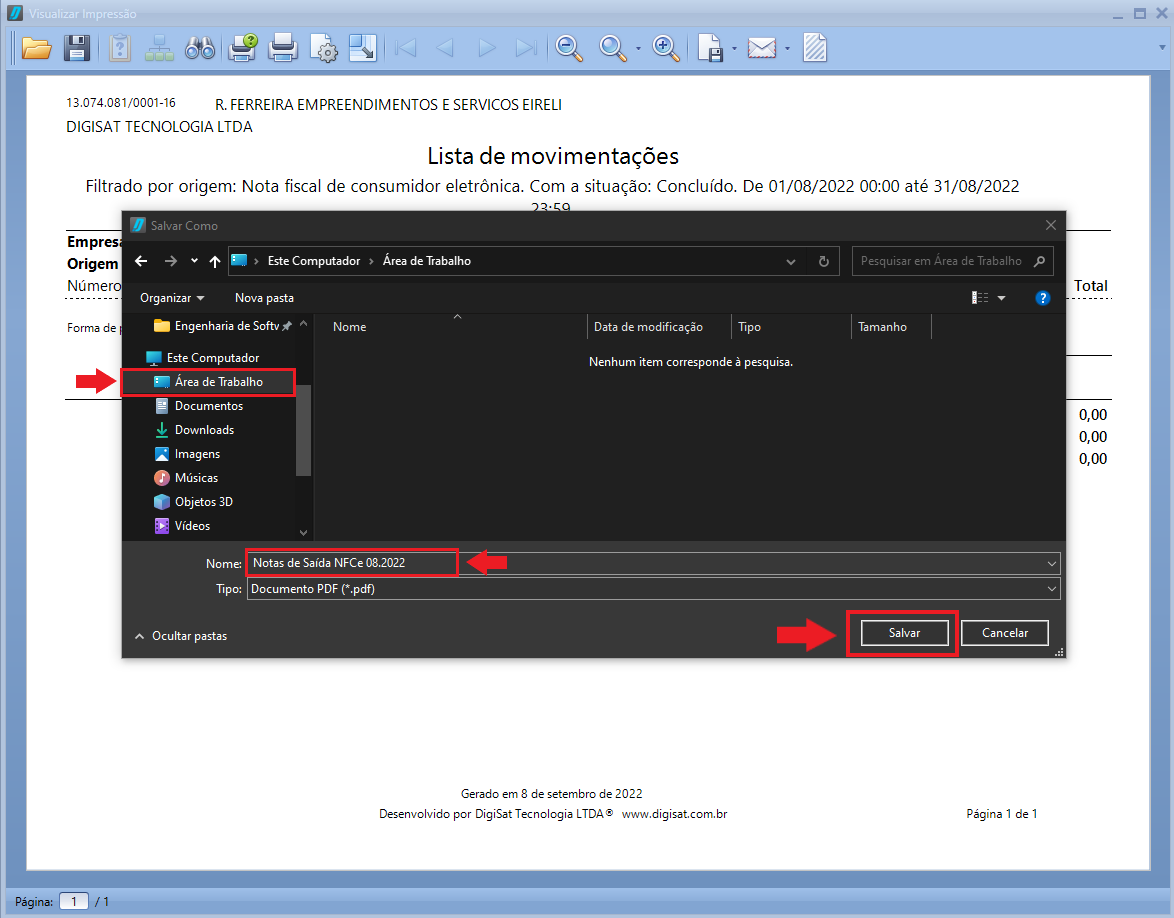 Visualizar Impressão
13.074.081/0001-16 R. FERREIRA EMPREENDIMENTOS E SERVICOS EIRELI
DIGISAT TECNOLOGIA LTDA
Lista de movimentações
Filtrado por origem: Nota fiscal de consumidor eletrônica. Com a situação: Concluído. De 01/08/2022 00:00 até 31/08/2022
23:59
Empresa
Origem
Número Total
Forma de p
0,00
0,00
0,00
Salvar Como
Este Computador › Área de Trabalho
Pesquisar em Área de Trabalho
Organizar Nova pasta
Engenharia de Softv
Este Computador
Área de Trabalho
Documentos
Downloads
Imagens
Músicas
Objetos 3D
Vídeos
Nome Data de modificação Tipo Tamanho
Nenhum item corresponde à pesquisa.
Nome: Notas de Saída NFCe 08.2022
Tipo: Documento PDF (*.pdf)
Ocultar pastas
Salvar Cancelar
Gerado em 8 de setembro de 2022
Desenvolvido por DigiSat Tecnologia LTDA® www.digisat.com.br Página 1 de 1
Página: 1 / 1